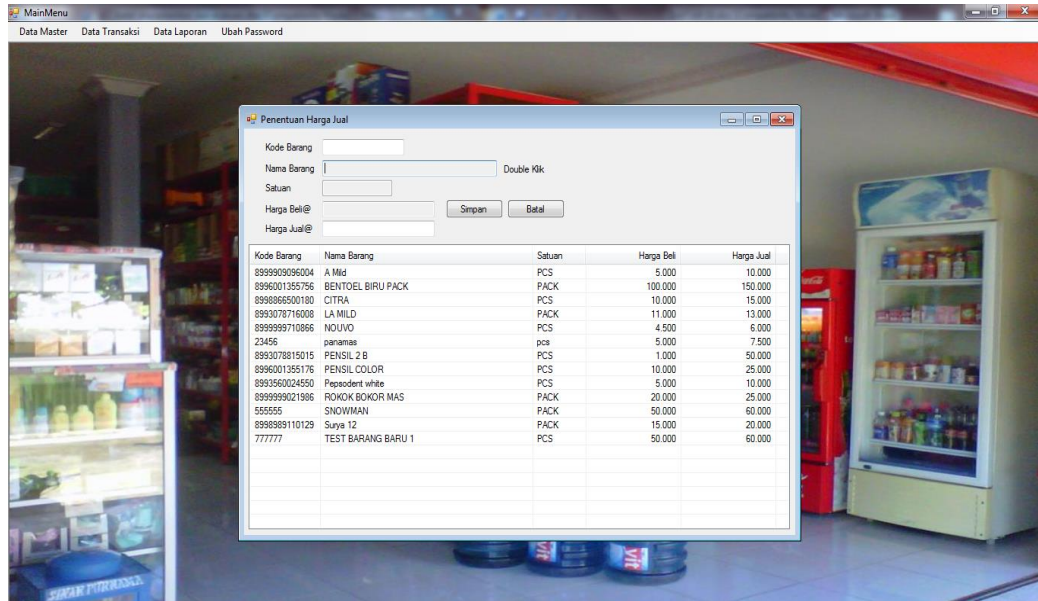 MainMenu
Data Master Data Transaksi Data Laporan Ubah Password
Penentuan Harga Jual
Kode Barang
Nama Barang Double Klik
Satuan
Harga Beli@ Simpan Batal
Harga Jual@
Kode Barang Nama Barang Satuan Harga Beli Harga Jual
8999909096004 A Mild PCS 5.000 10.000
8996001355756 BENTOEL BIRU PACK PACK 100.000 150.000
8998866500180 CITRA PCS 10.000 15.000
8993078716008 LA MILD PACK 11.000 13.000
8999999710866 NOUVO PCS 4.500 6.000
23456 panamas pcs 5.000 7.500
8993078815015 PENSIL 2 B PCS 1.000 50.000
8996001355176 PENSIL COLOR PCS 10.000 25.000
8993560024550 Pepsodent white PCS 5.000 10.000
8999999021986 ROKOK BOKOR MAS PACK 20.000 25.000
555555 SNOWMAN PACK 50.000 60.000
8998989110129 Surya 12 PACK 15.000 20.000
777777 TEST BARANG BARU 1 PCS 50.000 60.000
Vit